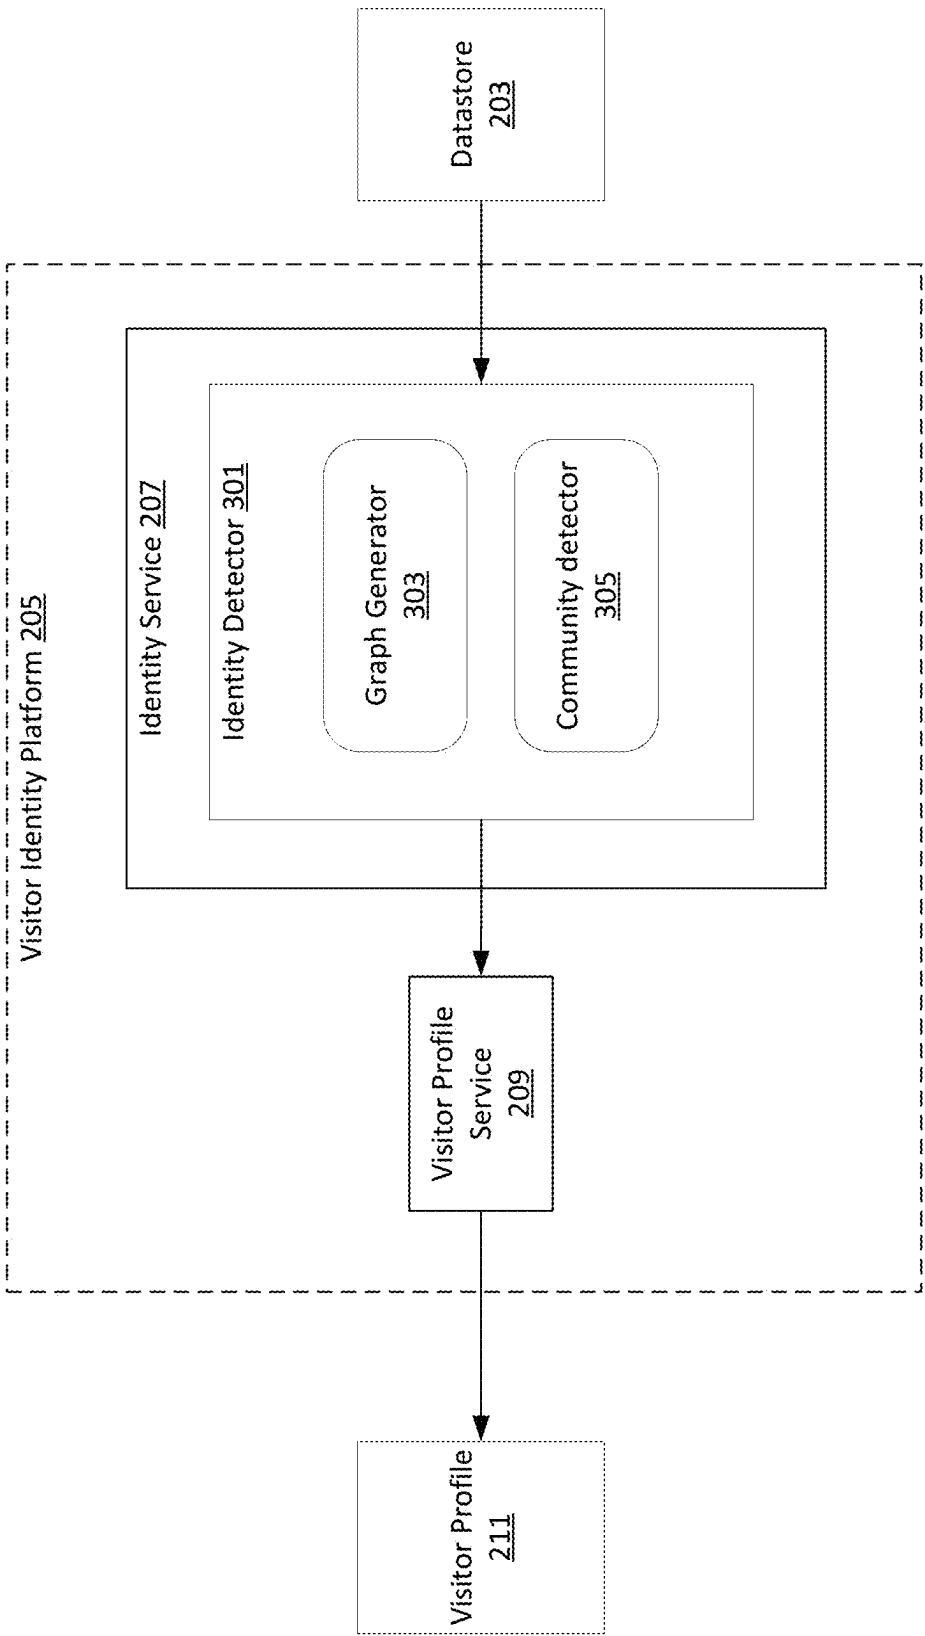 Visitor Identity Platform 205
Identity Service 207
Identity Detector 301
Graph Generator
303
Community detector
305
Datastore
203
Visitor Profile
Service
209
Visitor Profile
211